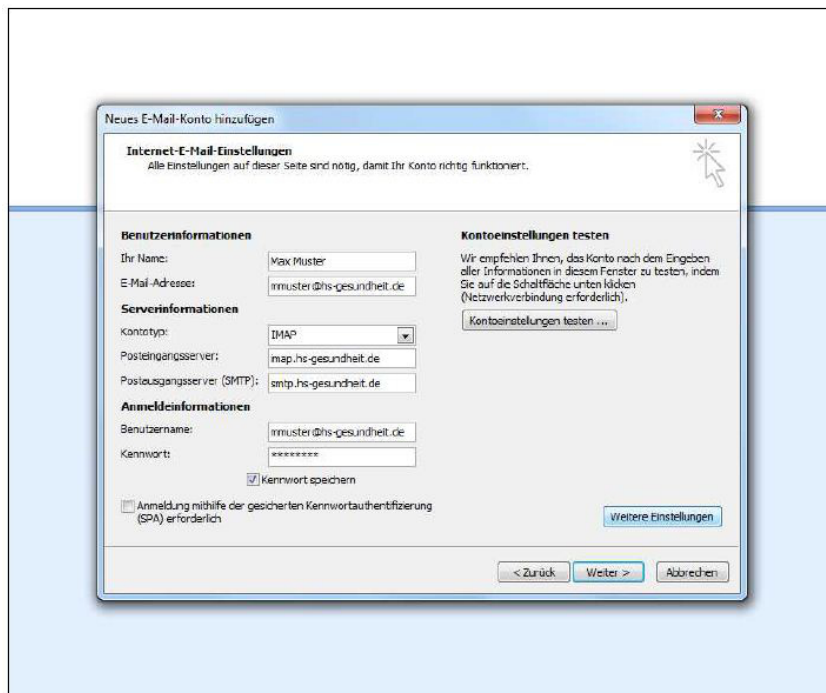 Neues E-Mail-Konto hinzufügen
Internet-E-Mail-Einstellungen
Alle Einstellungen auf dieser Seite sind nötig, damit Ihr Konto richtig funktioniert.
Benutzerinformationen
Ihr Name:
Max Muster
E-Mail-Adresse:
mmuster@hs-gesundheit.de
Serverinformationen
Kontotyp:
IMAP
Posteingangsserver:
imap.hs-gesundheit.de
Postausgangsserver (SMTP):
smtp.hs-gesundheit.de
Anmeldeinformationen
Benutzername:
mmuster@hs-gesundheit.de
Kennwort:
********
Kennwort speichern
Anmeldung mithilfe der gesicherten Kennwortauthentifizierung
(SPA) erforderlich
Kontoeinstellungen testen
Wir empfehlen Ihnen, das Konto nach dem Eingeben
aller Informationen in diesem Fenster zu testen, indem
Sie auf die Schaltfläche unten klicken
(Netzwerkverbindung erforderlich).
Kontoeinstellungen testen ...
Weitere Einstellungen
< Zurück
Weiter >
Abbrechen